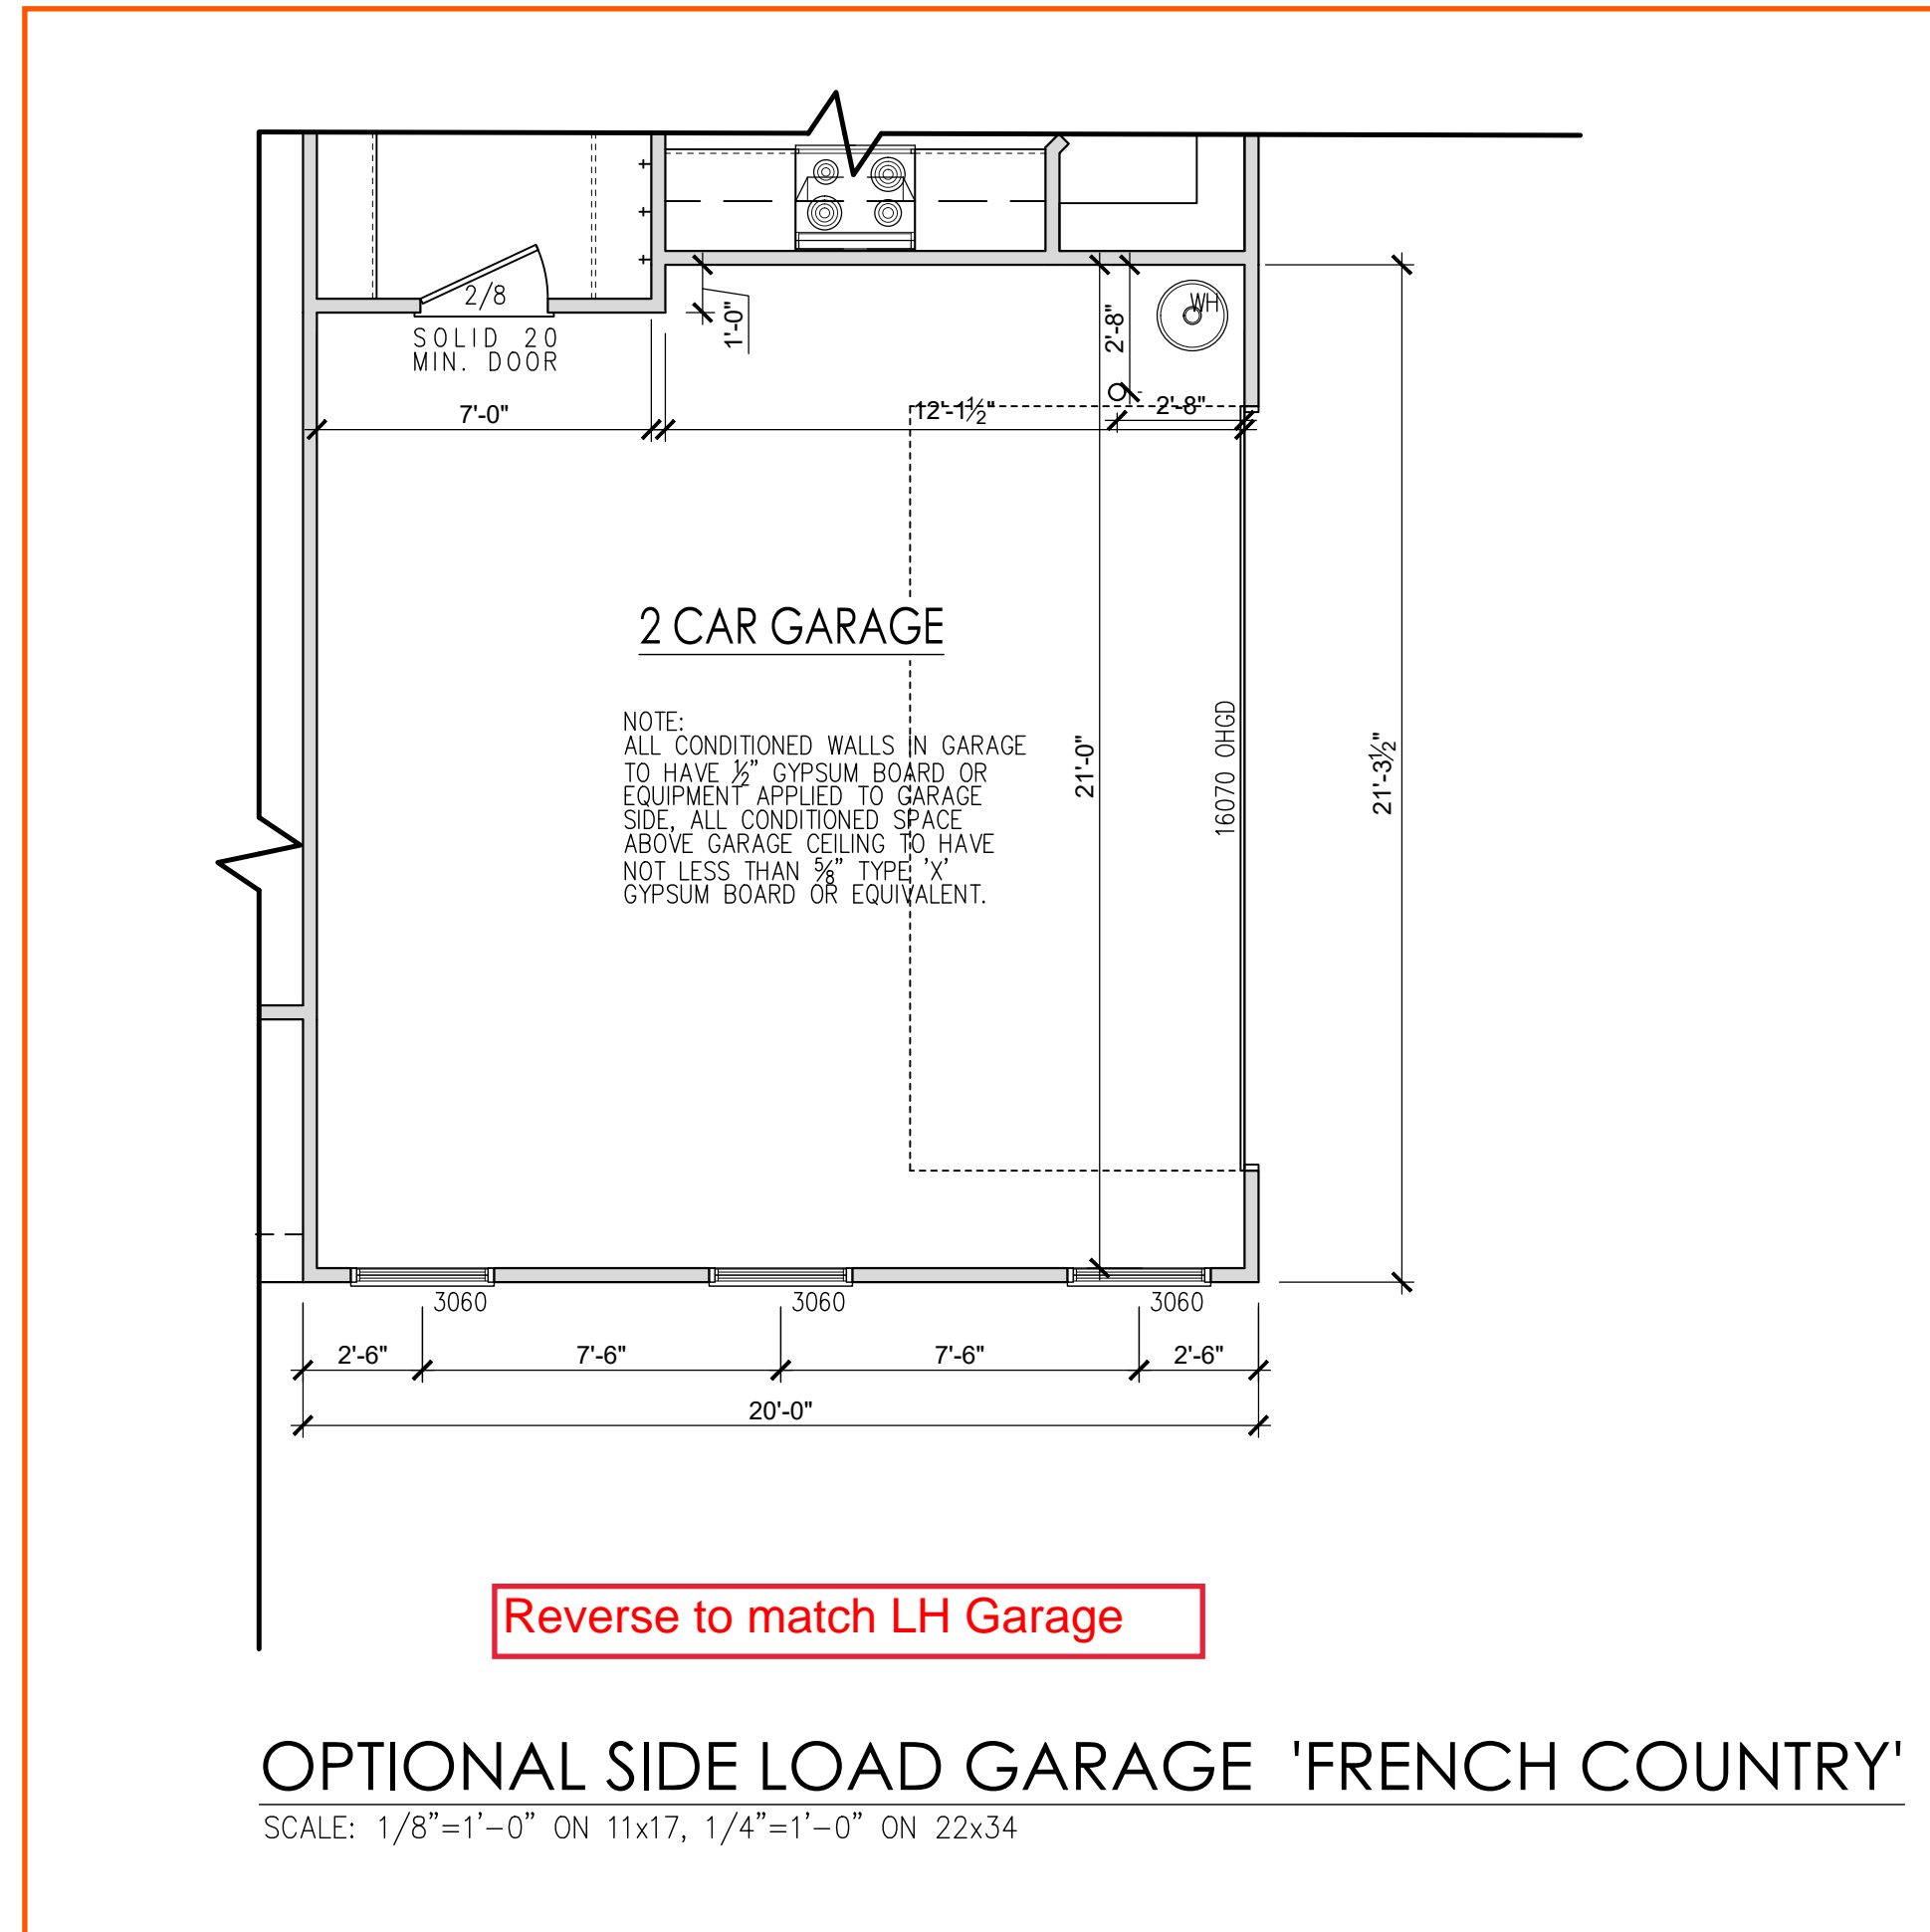 2/8
SOLID 20
MIN. DOOR
1'-0"
2'-8"
WH
7'-0"
12'-1½"
2'-8"
2 CAR GARAGE
NOTE:
ALL CONDITIONED WALLS IN GARAGE
TO HAVE ½" GYPSUM BOARD OR
EQUIPMENT APPLIED TO GARAGE
SIDE, ALL CONDITIONED SPACE
ABOVE GARAGE CEILING TO HAVE
NOT LESS THAN ⅝" TYPE 'X'
GYPSUM BOARD OR EQUIVALENT.
21'-0"
16070 OHGD
21'-3½"
3060
3060
3060
2'-6"
7'-6"
7'-6"
2'-6"
20'-0"
Reverse to match LH Garage
OPTIONAL SIDE LOAD GARAGE 'FRENCH COUNTRY'
SCALE: 1/8"=1'-0" ON 11x17, 1/4"=1'-0" ON 22x34